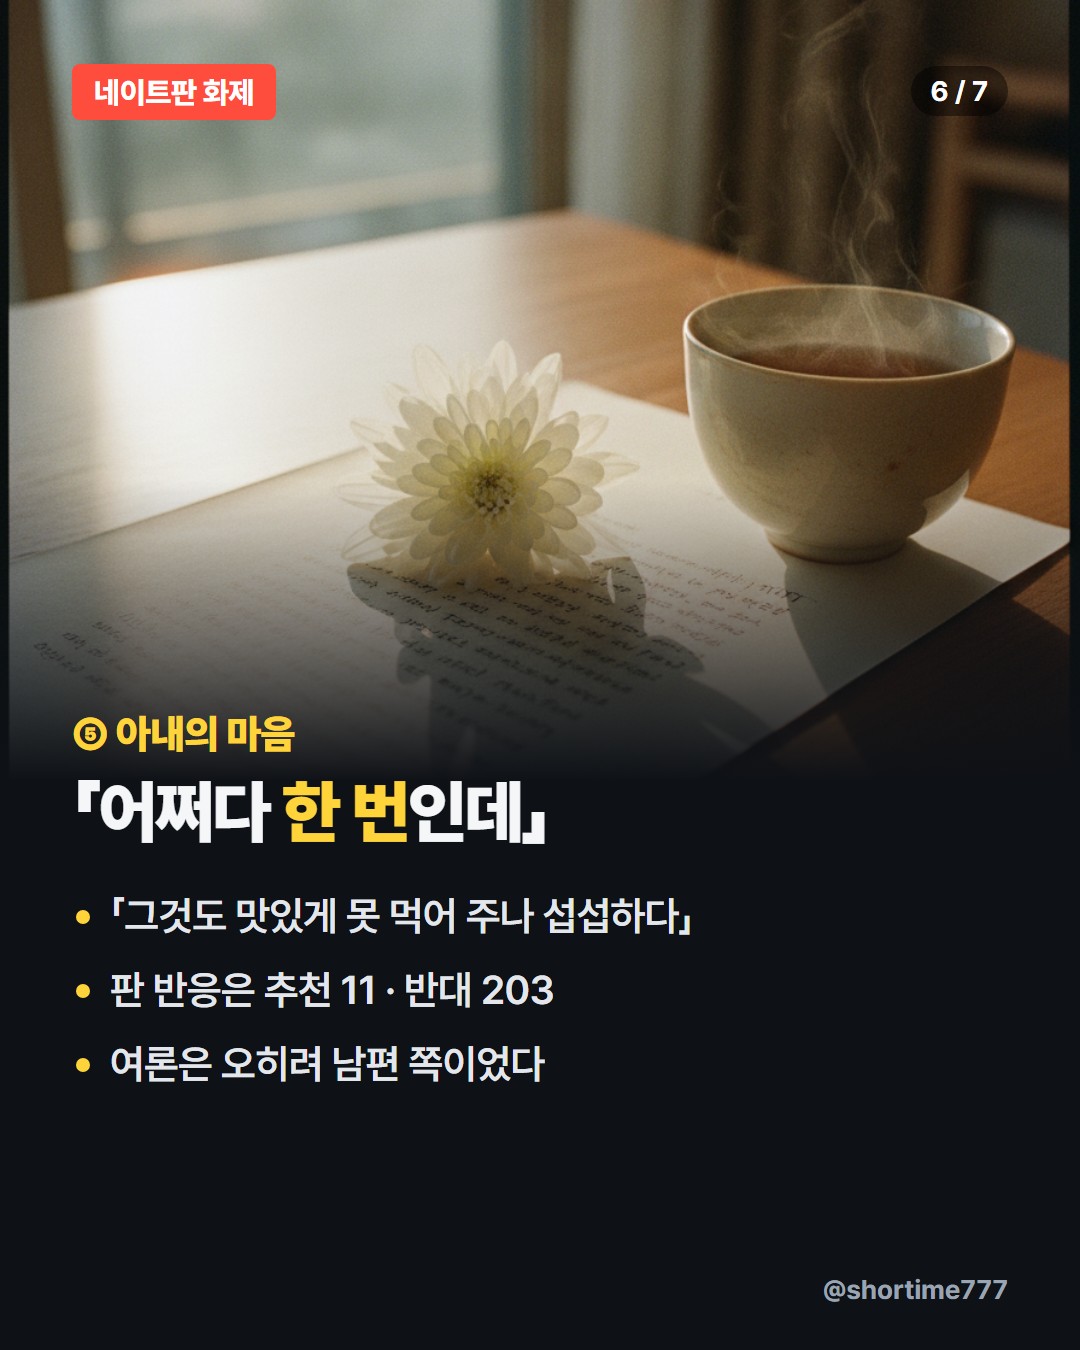 네이트판 화제
6 / 7
⑤ 아내의 마음
「어쩌다 한 번인데」
• 「그것도 맛있게 못 먹어 주나 섭섭하다」
• 판 반응은 추천 11 · 반대 203
• 여론은 오히려 남편 쪽이었다
@shortime777